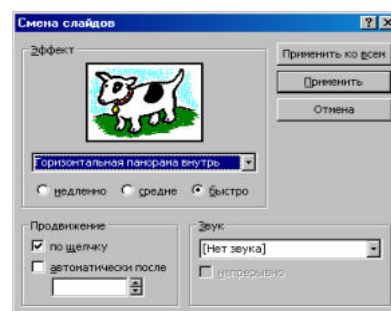 Смена слайдов
Эффект
Применить ко всем
Применить
Отмена
Горизонтальная панорама внутрь
медленно средне быстро
Продвижение
по щелчку
автоматически после
Звук
[Нет звука]
непрерывно